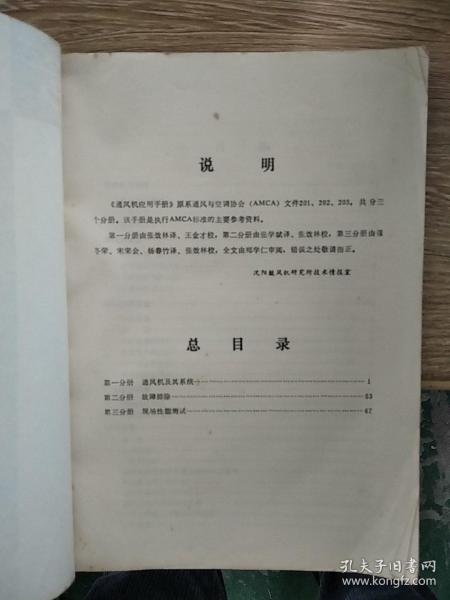 说 明
《通风机应用手册》原系通风与空调协会（AMCA）文件201、202、203。共分三
个分册。该手册是执行AMCA标准的主要参考资料。
第一分册由张效林译、王金才校，第二分册由张学斌译、张效林校，第三分册由
冬荣、宋荣会、杨春竹译、张效林校，全文由邓学仁审阅，错误之处敬请指正。
沈阳鼓风机研究所技术情报室
总 目 录
第一分册 通风机及其系统 1
第二分册 故障排除 53
第三分册 现场性能测试 67
孔夫子旧书网
www.kongfz.com